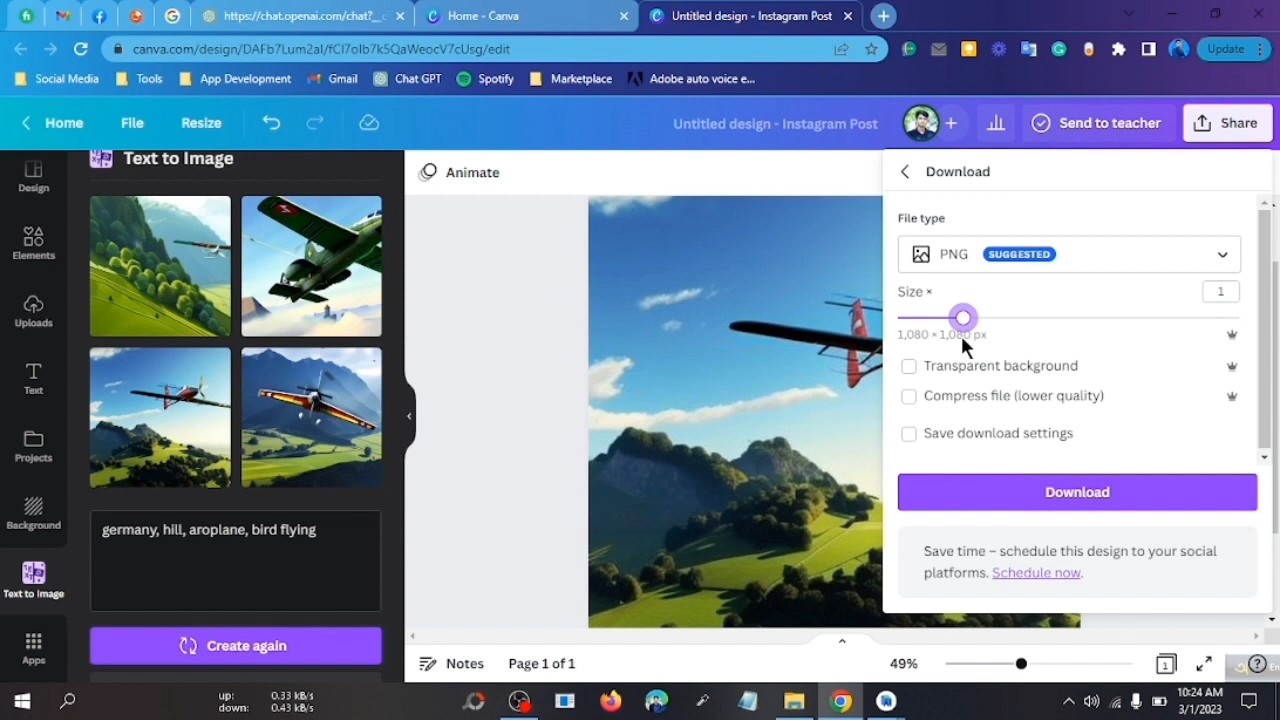 https://chat.openai.com/chat?__c
Home - Canva
Untitled design - Instagram Post
canva.com/design/DAFb7Lum2aI/fCl7oIb7k5QaWeocV7cUsg/edit
Update
Social Media
Tools
App Development
Gmail
Chat GPT
Spotify
Marketplace
Adobe auto voice e...
Home
File
Resize
Untitled design - Instagram Post
Send to teacher
Share
Design
Elements
Uploads
Text
Projects
Background
Text to Image
Apps
Text to Image
germany, hill, aroplane, bird flying
Create again
Animate
Download
File type
PNG SUGGESTED
Size × 1
1,080 × 1,080 px
Transparent background
Compress file (lower quality)
Save download settings
Download
Save time – schedule this design to your social
platforms. Schedule now.
Notes
Page 1 of 1
49%
1
up: 0.33 kB/s
down: 0.43 kB/s
10:24 AM
3/1/2023